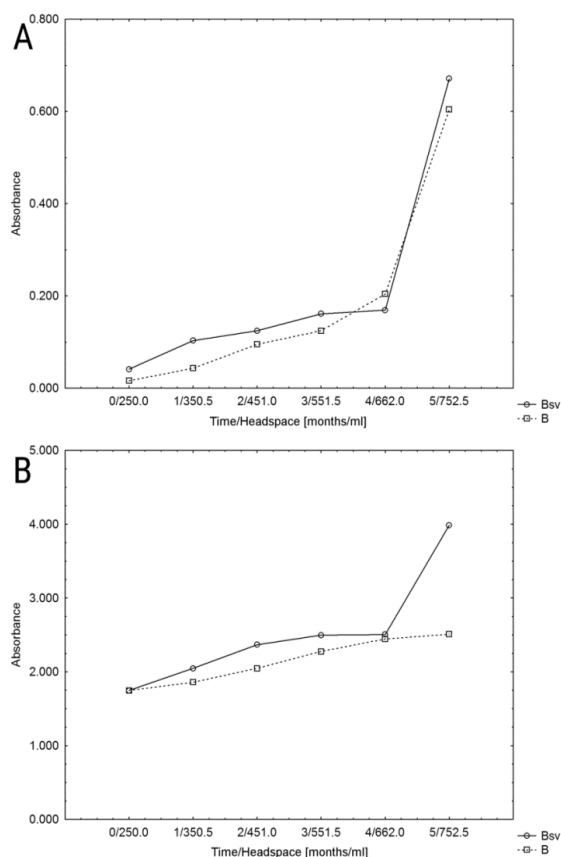 A
0.800
0.600
0.400
0.200
0.000
Absorbance
0/250.0 1/350.5 2/451.0 3/551.5 4/662.0 5/752.5
Time/Headspace [months/ml]
Bsv
B
B
5.000
4.000
3.000
2.000
1.000
0.000
Absorbance
0/250.0 1/350.5 2/451.0 3/551.5 4/662.0 5/752.5
Time/Headspace [months/ml]
Bsv
B